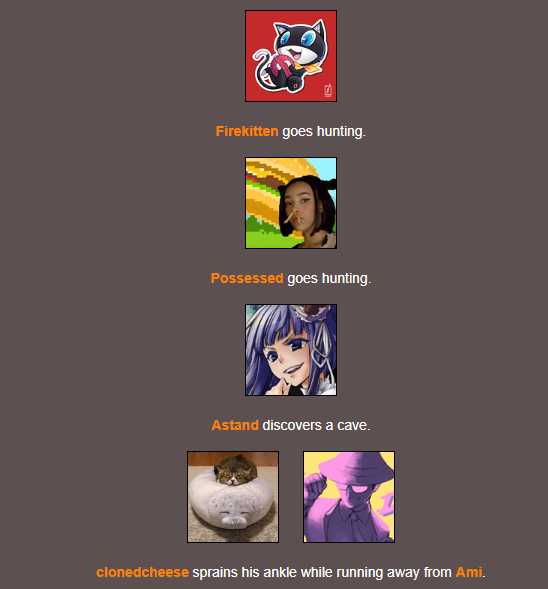 Firekitten goes hunting.
Possessed goes hunting.
Astand discovers a cave.
clonedcheese sprains his ankle while running away from Ami.